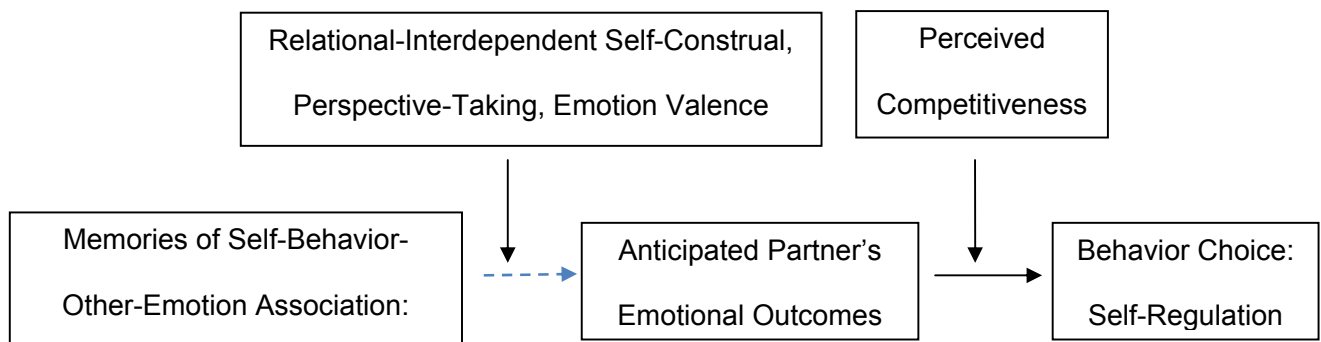 Relational-Interdependent Self-Construal,
Perspective-Taking, Emotion Valence
Perceived
Competitiveness
Memories of Self-Behavior-
Other-Emotion Association:
Anticipated Partner’s
Emotional Outcomes
Behavior Choice:
Self-Regulation